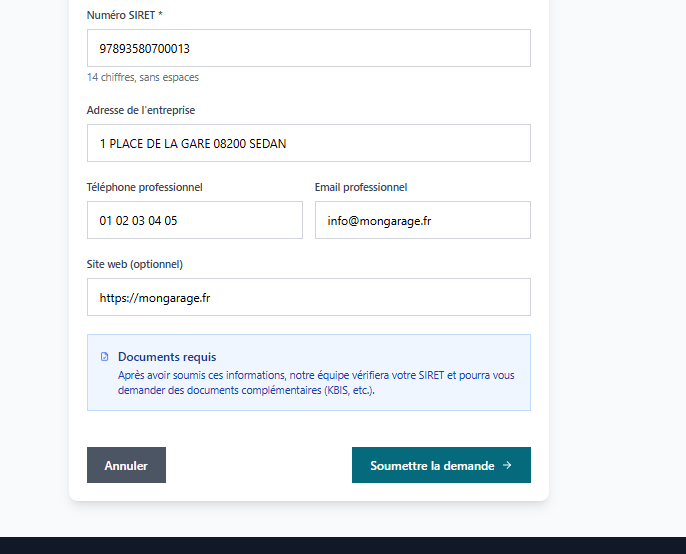 Numéro SIRET *
97893580700013
14 chiffres, sans espaces
Adresse de l'entreprise
1 PLACE DE LA GARE 08200 SEDAN
Téléphone professionnel
Email professionnel
01 02 03 04 05
info@mongarage.fr
Site web (optionnel)
https://mongarage.fr
Documents requis
Après avoir soumis ces informations, notre équipe vérifiera votre SIRET et pourra vous
demander des documents complémentaires (KBIS, etc.).
Annuler
Soumettre la demande →